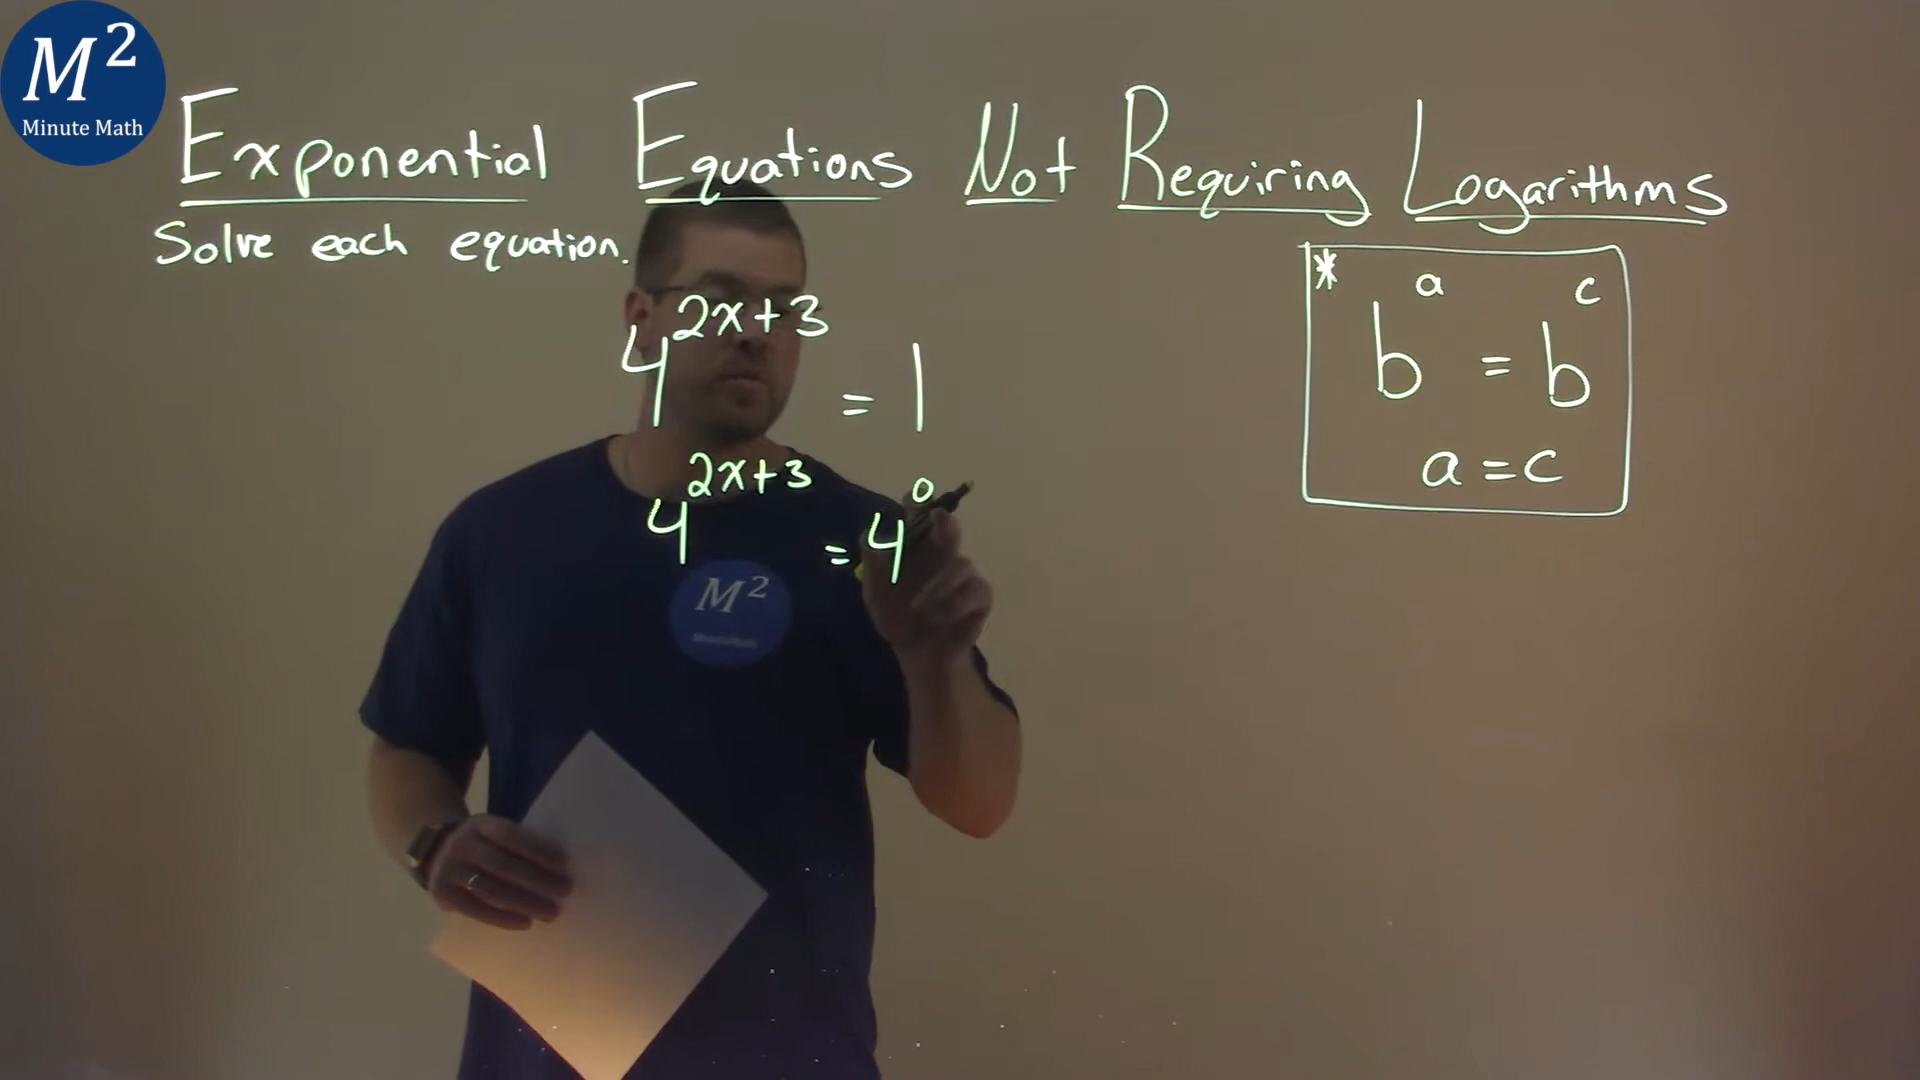 M²
Minute Math
Exponential Equations Not Requiring Logarithms
Solve each equation.
4^(2x+3) = 1
4^(2x+3) = 4^0
* b^a = b^c
a = c
M²